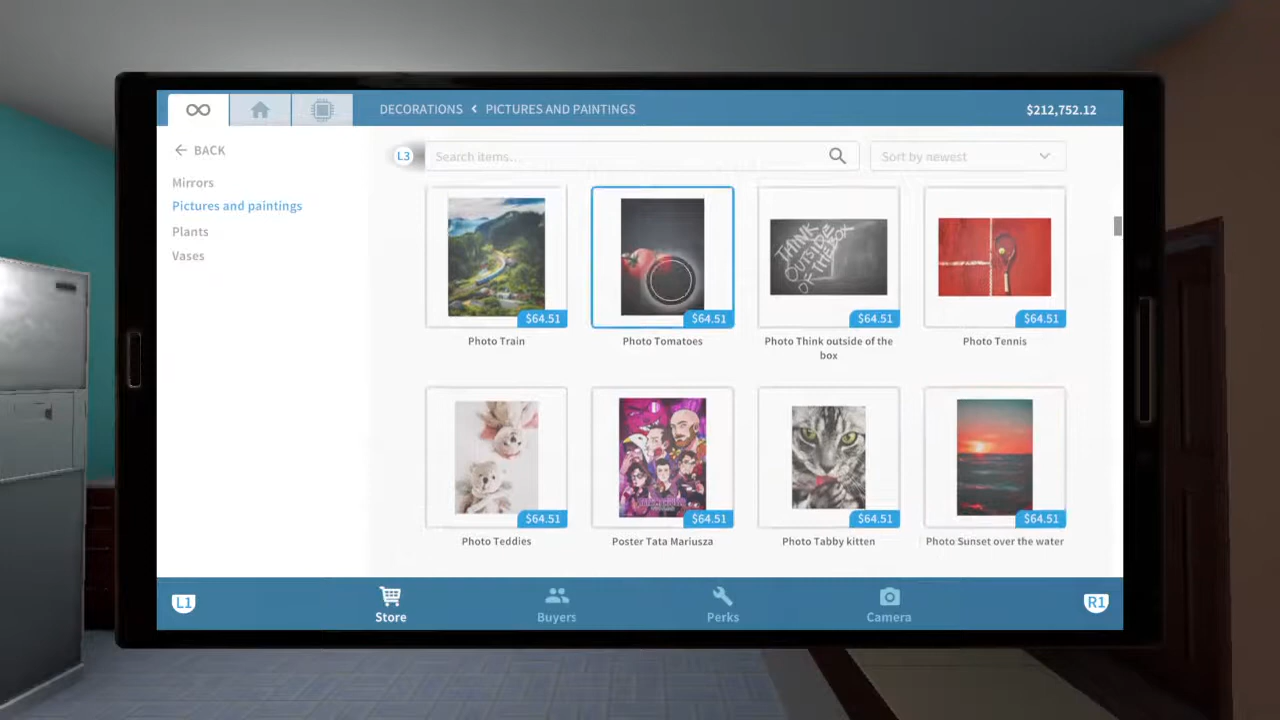 DECORATIONS < PICTURES AND PAINTINGS
$212,752.12
BACK
L3
Search items...
Sort by newest
Mirrors
Pictures and paintings
Plants
Vases
THINK
OUTSIDE
OF THE BOX
$64.51
$64.51
$64.51
$64.51
Photo Train
Photo Tomatoes
Photo Think outside of the
box
Photo Tennis
$64.51
$64.51
$64.51
$64.51
Photo Teddies
Poster Tata Mariusza
Photo Tabby kitten
Photo Sunset over the water
L1
Store
Buyers
Perks
Camera
R1